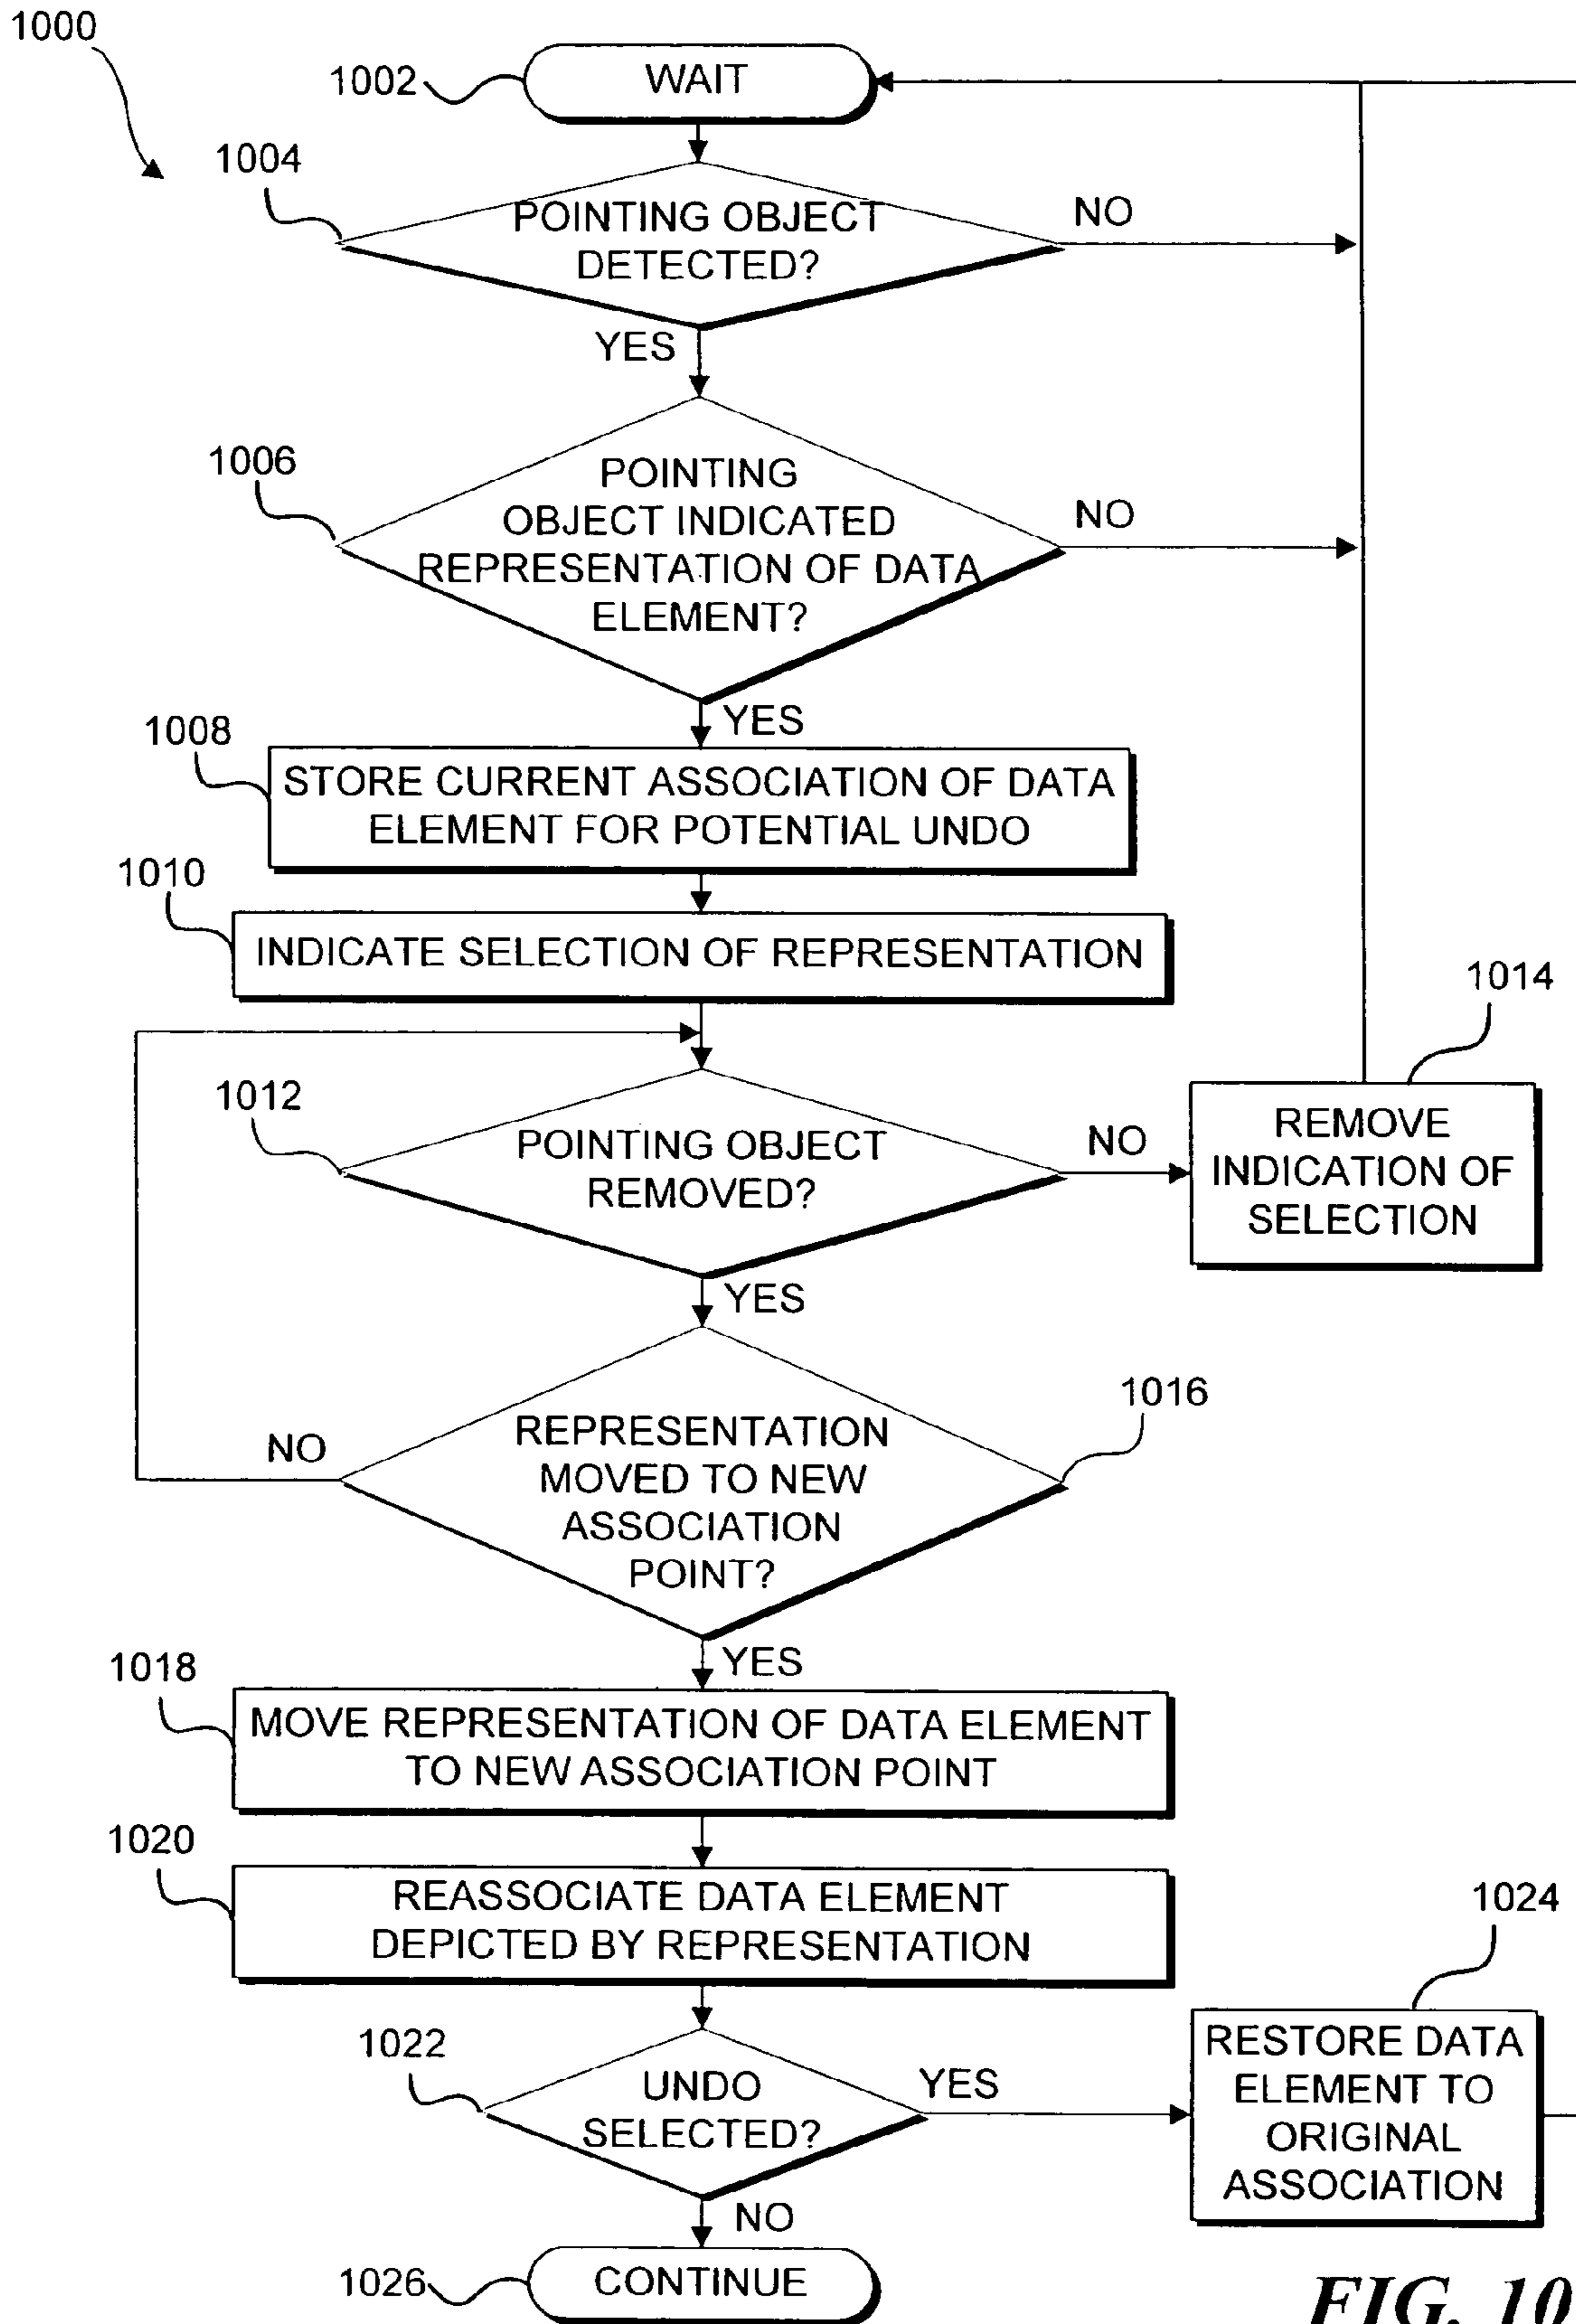 1000
1002
WAIT
1004
POINTING OBJECT
DETECTED?
NO
YES
1006
POINTING
OBJECT INDICATED
REPRESENTATION OF DATA
ELEMENT?
NO
YES
1008
STORE CURRENT ASSOCIATION OF DATA
ELEMENT FOR POTENTIAL UNDO
1010
INDICATE SELECTION OF REPRESENTATION
1012
POINTING OBJECT
REMOVED?
NO
1014
REMOVE
INDICATION OF
SELECTION
YES
1016
REPRESENTATION
MOVED TO NEW
ASSOCIATION
POINT?
NO
YES
1018
MOVE REPRESENTATION OF DATA ELEMENT
TO NEW ASSOCIATION POINT
1020
REASSOCIATE DATA ELEMENT
DEPICTED BY REPRESENTATION
1022
UNDO
SELECTED?
YES
1024
RESTORE DATA
ELEMENT TO
ORIGINAL
ASSOCIATION
NO
1026
CONTINUE
FIG. 10